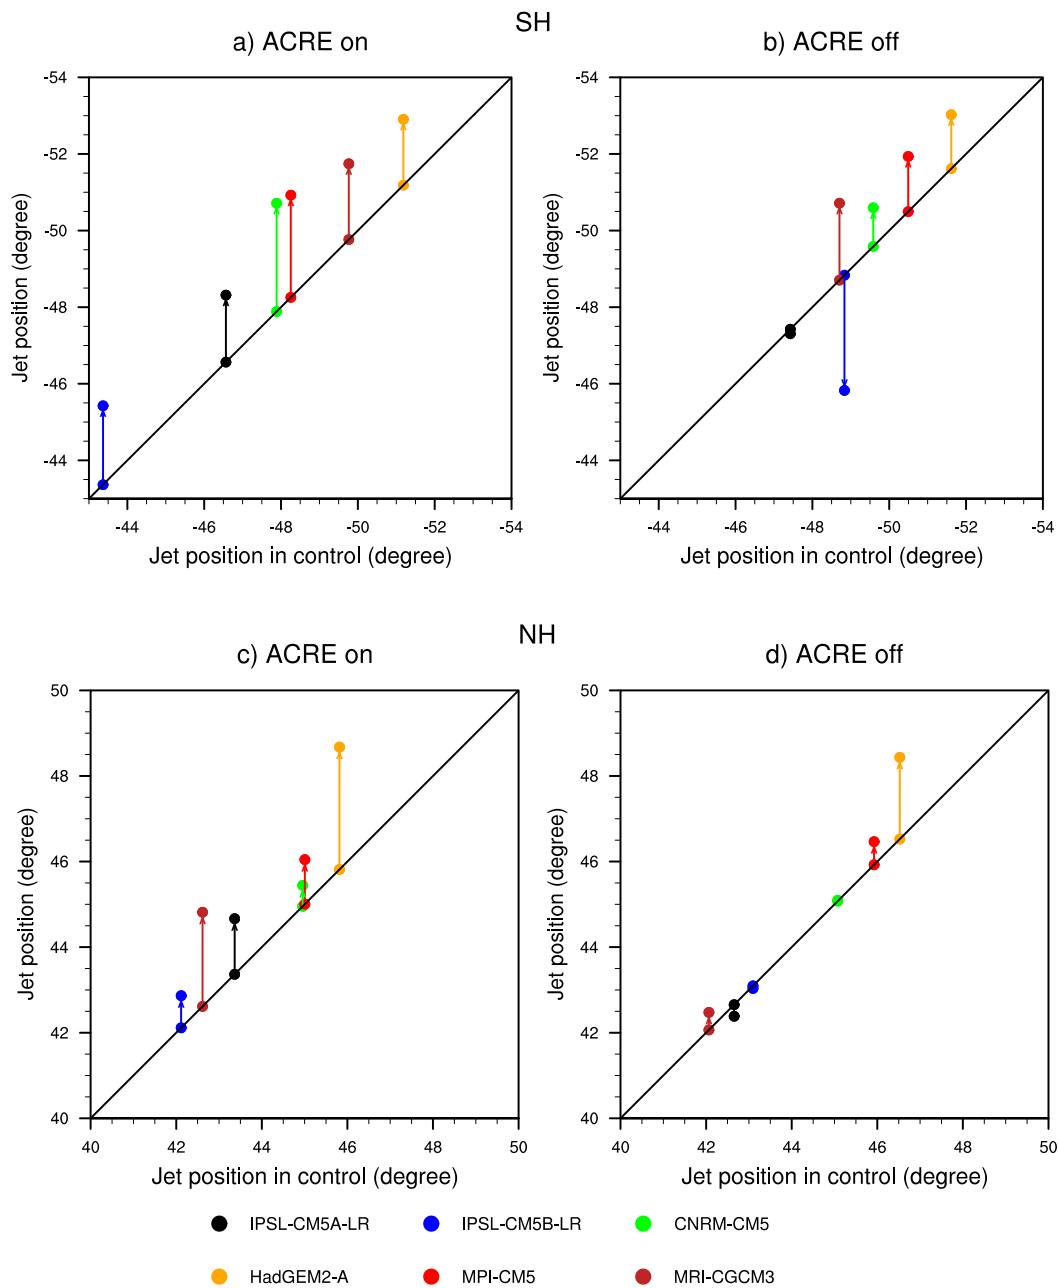 SH
a) ACRE on
b) ACRE off
-54
-52
-50
-48
-46
-44
Jet position (degree)
-44 -46 -48 -50 -52 -54
Jet position in control (degree)
-54
-52
-50
-48
-46
-44
Jet position (degree)
-44 -46 -48 -50 -52 -54
Jet position in control (degree)
NH
c) ACRE on
d) ACRE off
50
48
46
44
42
40
Jet position (degree)
40 42 44 46 48 50
Jet position in control (degree)
50
48
46
44
42
40
Jet position (degree)
40 42 44 46 48 50
Jet position in control (degree)
IPSL-CM5A-LR IPSL-CM5B-LR CNRM-CM5
HadGEM2-A MPI-CM5 MRI-CGCM3